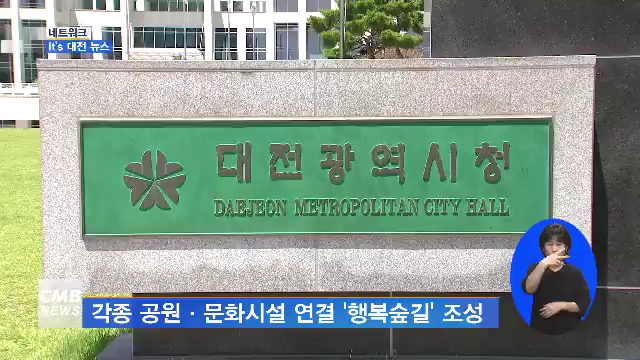 네트워크
It's 대전 뉴스
대전광역시청
DAEJEON METROPOLITAN CITY HALL
CMB
NEWS
각종 공원 · 문화시설 연결 '행복숲길' 조성